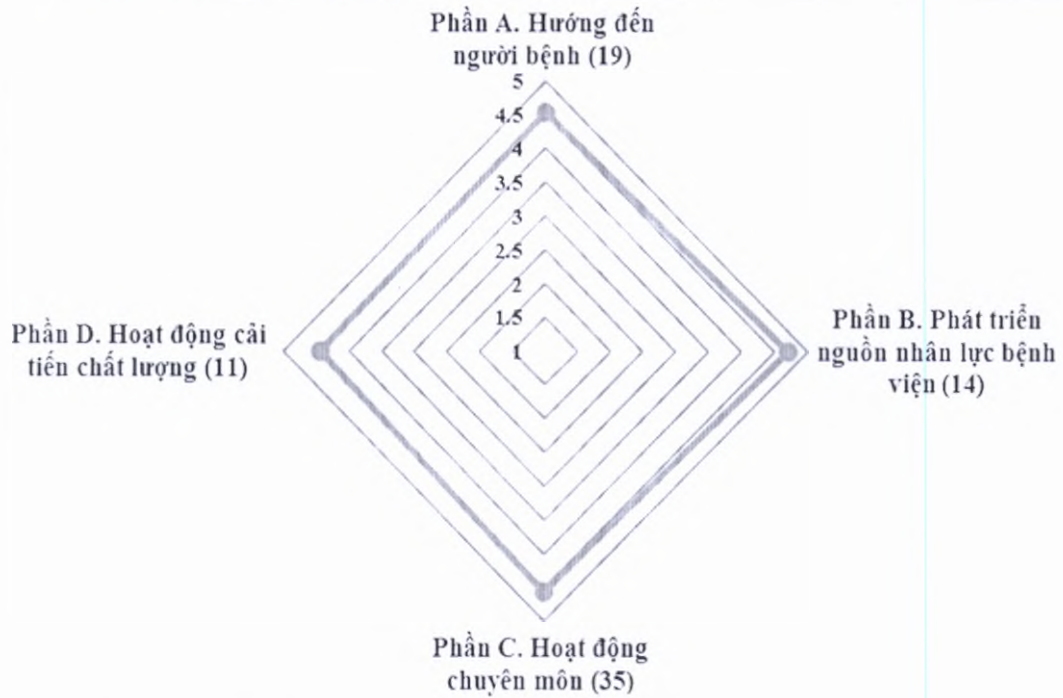 Phần A. Hướng đến
người bệnh (19)
5
4.5
4
3.5
3
2.5
2
1.5
1
Phần D. Hoạt động cải
tiến chất lượng (11)
Phần B. Phát triển
nguồn nhân lực bệnh
viện (14)
Phần C. Hoạt động
chuyên môn (35)